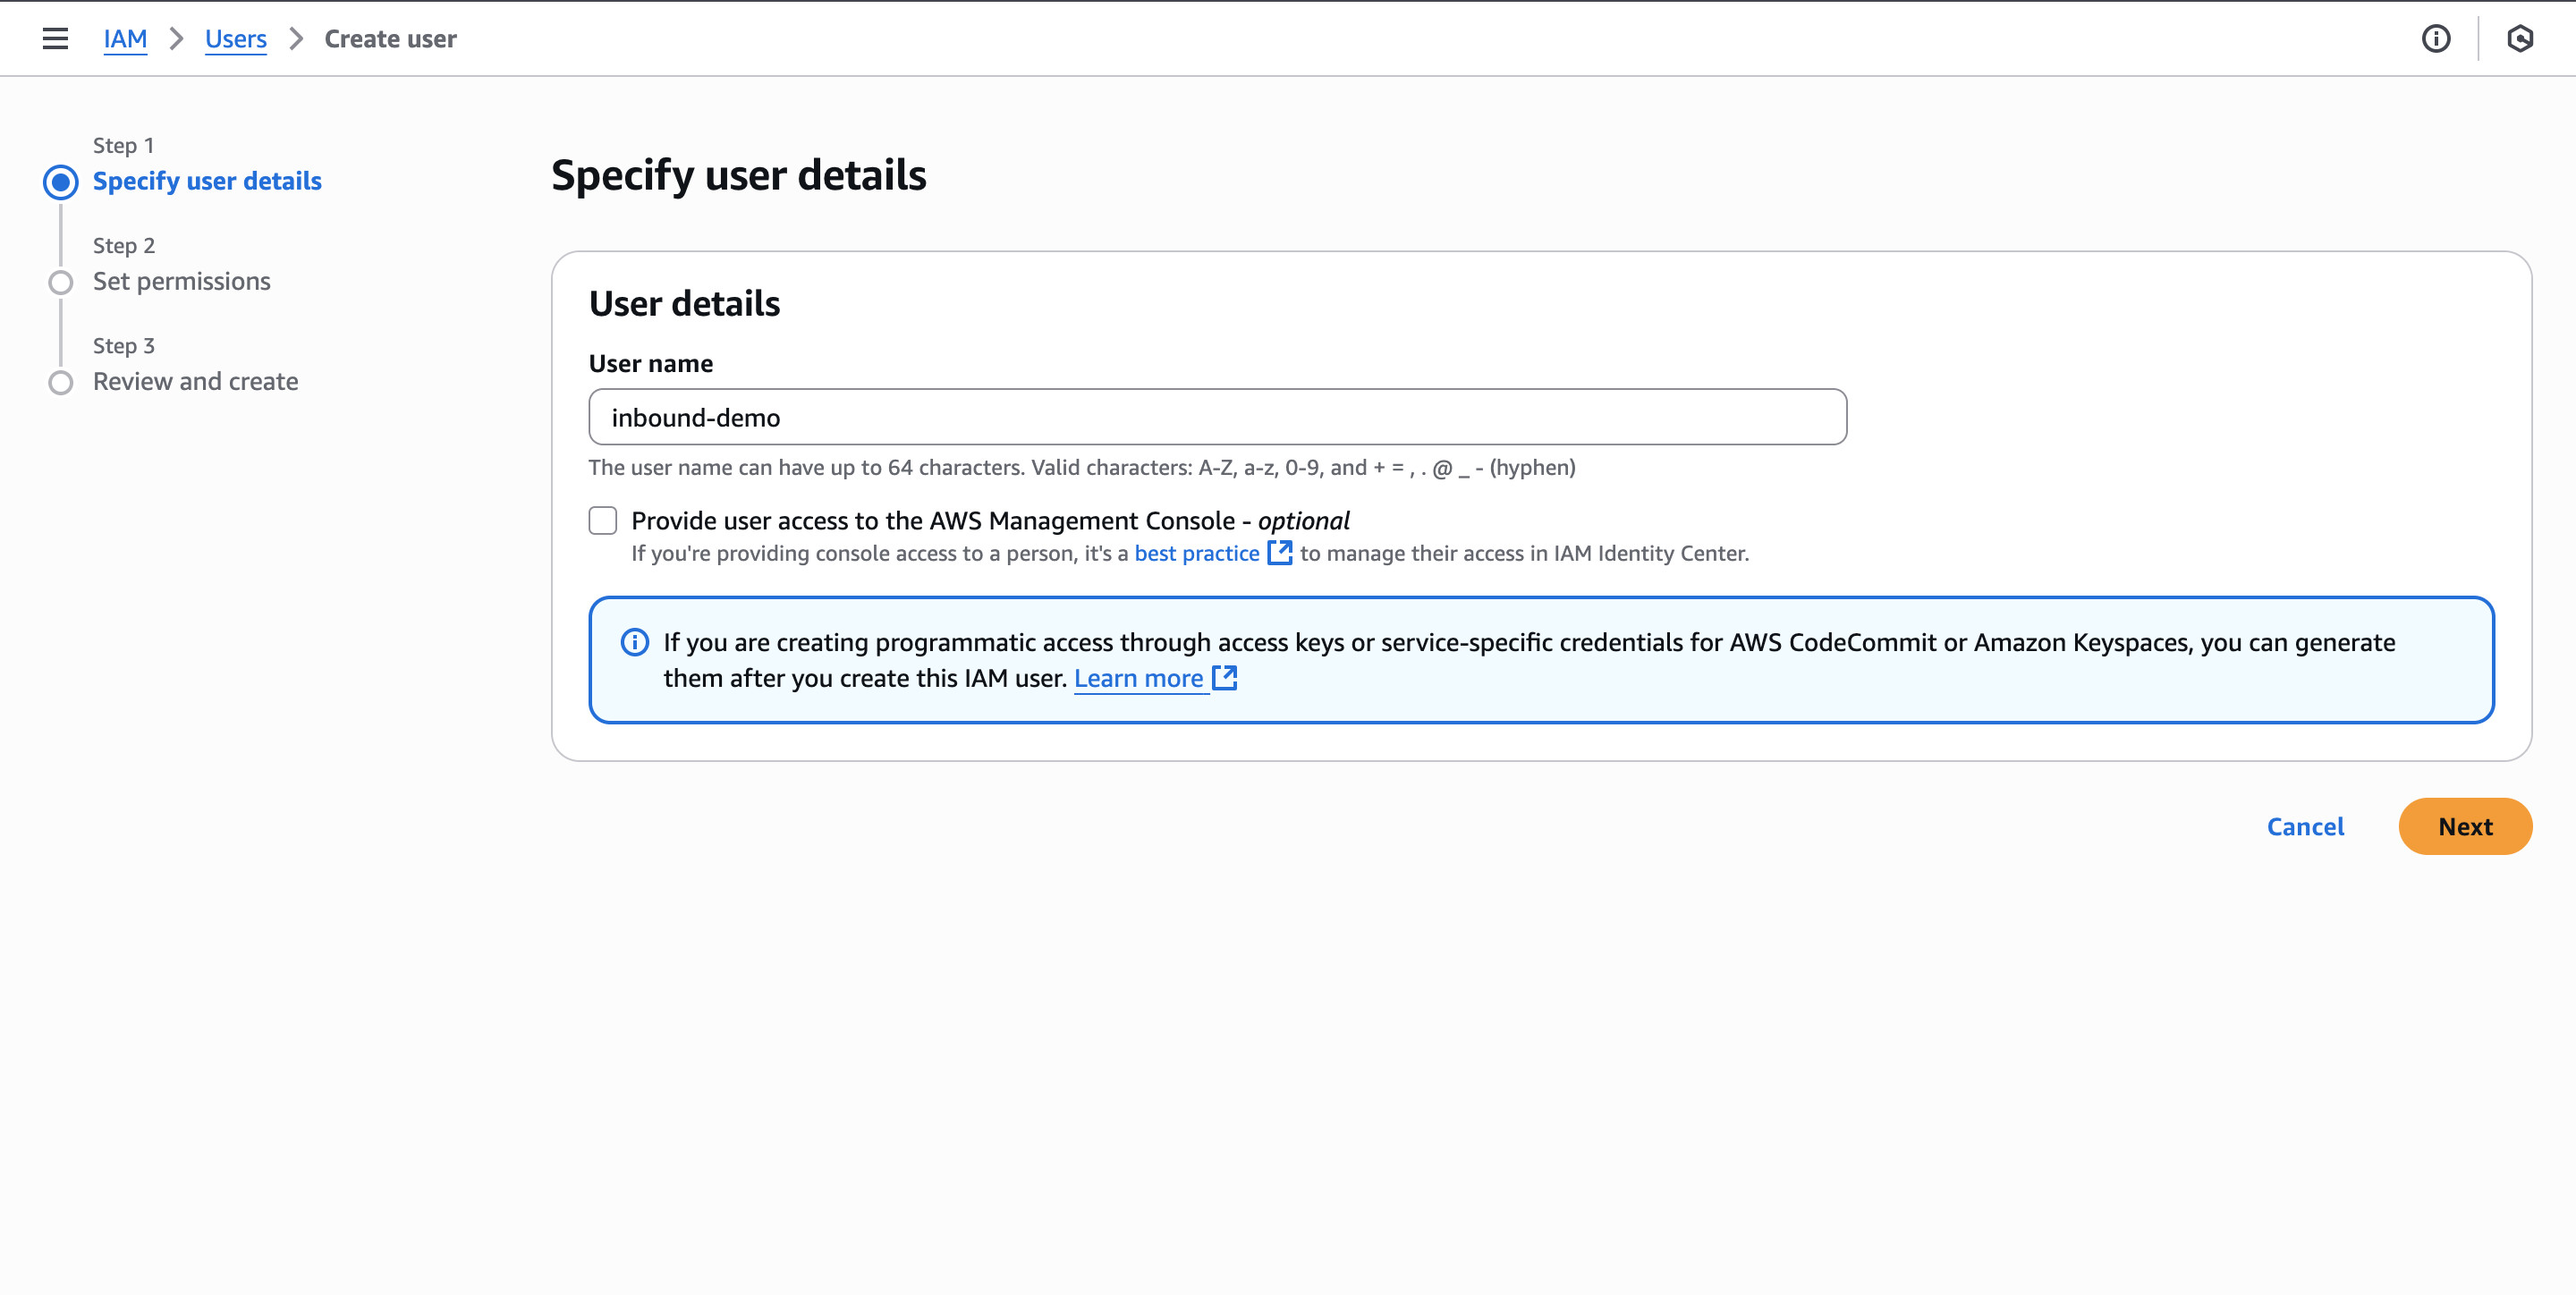 IAM > Users > Create user
Step 1
Specify user details
Step 2
Set permissions
Step 3
Review and create
Specify user details
User details
User name
inbound-demo
The user name can have up to 64 characters. Valid characters: A-Z, a-z, 0-9, and + = , . @ _ - (hyphen)
Provide user access to the AWS Management Console - optional
If you're providing console access to a person, it's a best practice to manage their access in IAM Identity Center.
If you are creating programmatic access through access keys or service-specific credentials for AWS CodeCommit or Amazon Keyspaces, you can generate
them after you create this IAM user. Learn more
Cancel
Next